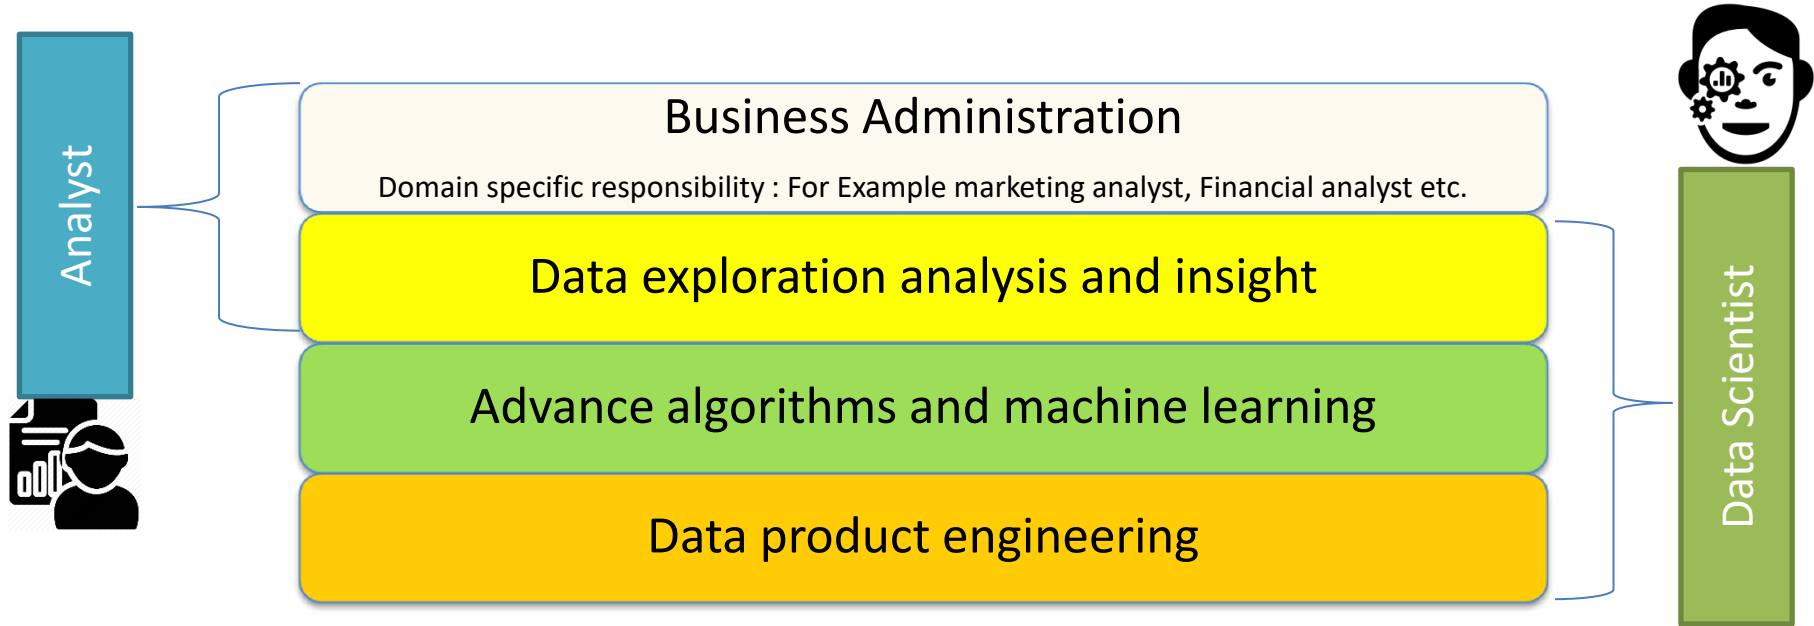 Analyst
Business Administration
Domain specific responsibility : For Example marketing analyst, Financial analyst etc.
Data exploration analysis and insight
Advance algorithms and machine learning
Data product engineering
Data Scientist